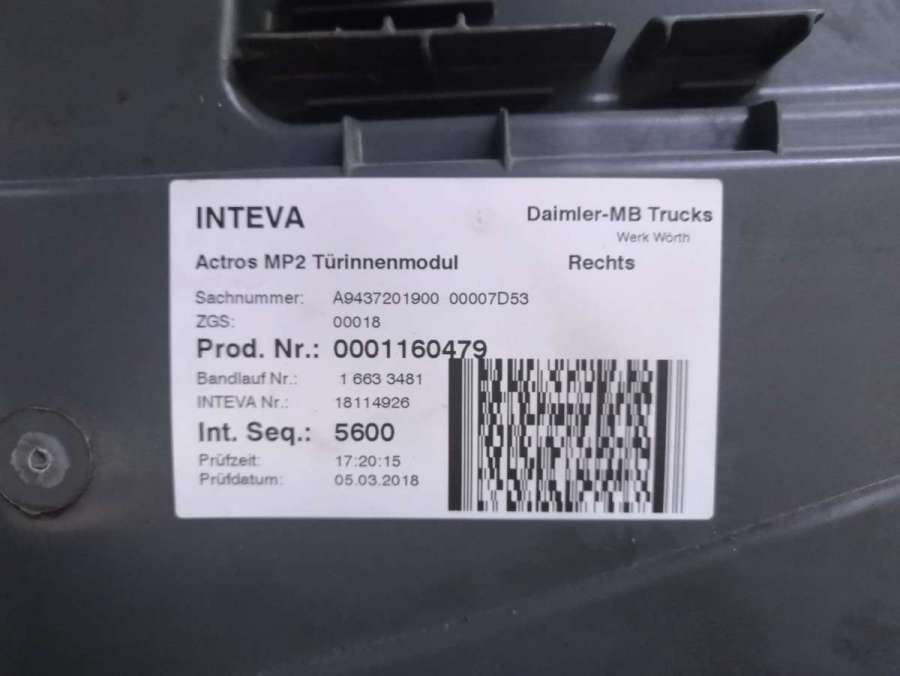 INTEVA
Daimler-MB Trucks
Werk Wörth
Actros MP2 Türinnenmodul Rechts
Sachnummer: A9437201900 00007D53
ZGS: 00018
Prod. Nr.: 0001160479
Bandlauf Nr.: 1 663 3481
INTEVA Nr.: 18114926
Int. Seq.: 5600
Prüfzeit: 17:20:15
Prüfdatum: 05.03.2018